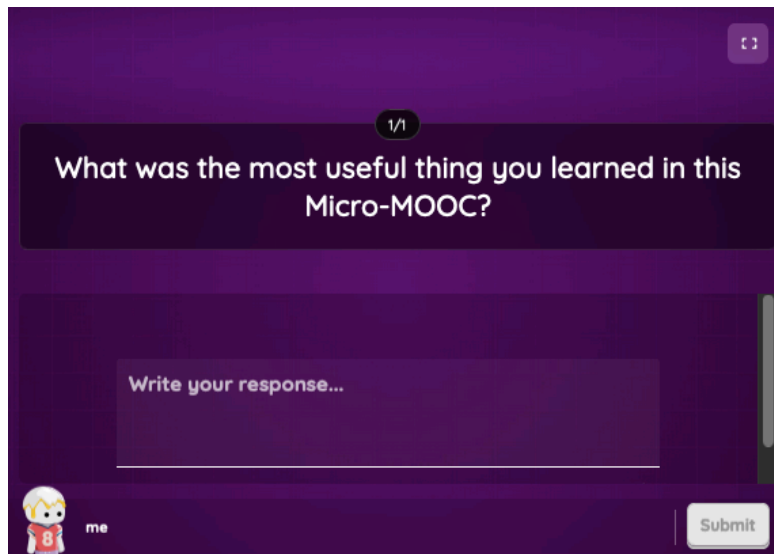 1/1
What was the most useful thing you learned in this
Micro-MOOC?
Write your response...
8
me
Submit